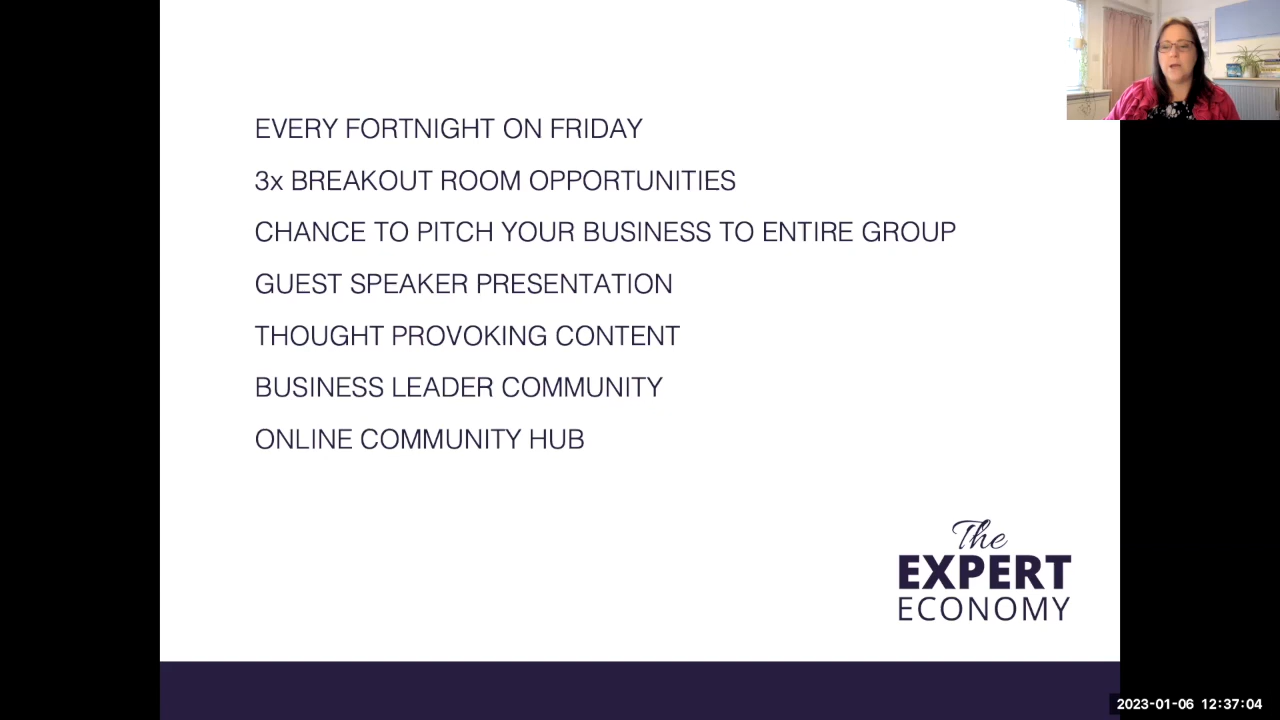 EVERY FORTNIGHT ON FRIDAY
3x BREAKOUT ROOM OPPORTUNITIES
CHANCE TO PITCH YOUR BUSINESS TO ENTIRE GROUP
GUEST SPEAKER PRESENTATION
THOUGHT PROVOKING CONTENT
BUSINESS LEADER COMMUNITY
ONLINE COMMUNITY HUB
The
EXPERT
ECONOMY
2023-01-06 12:37:04